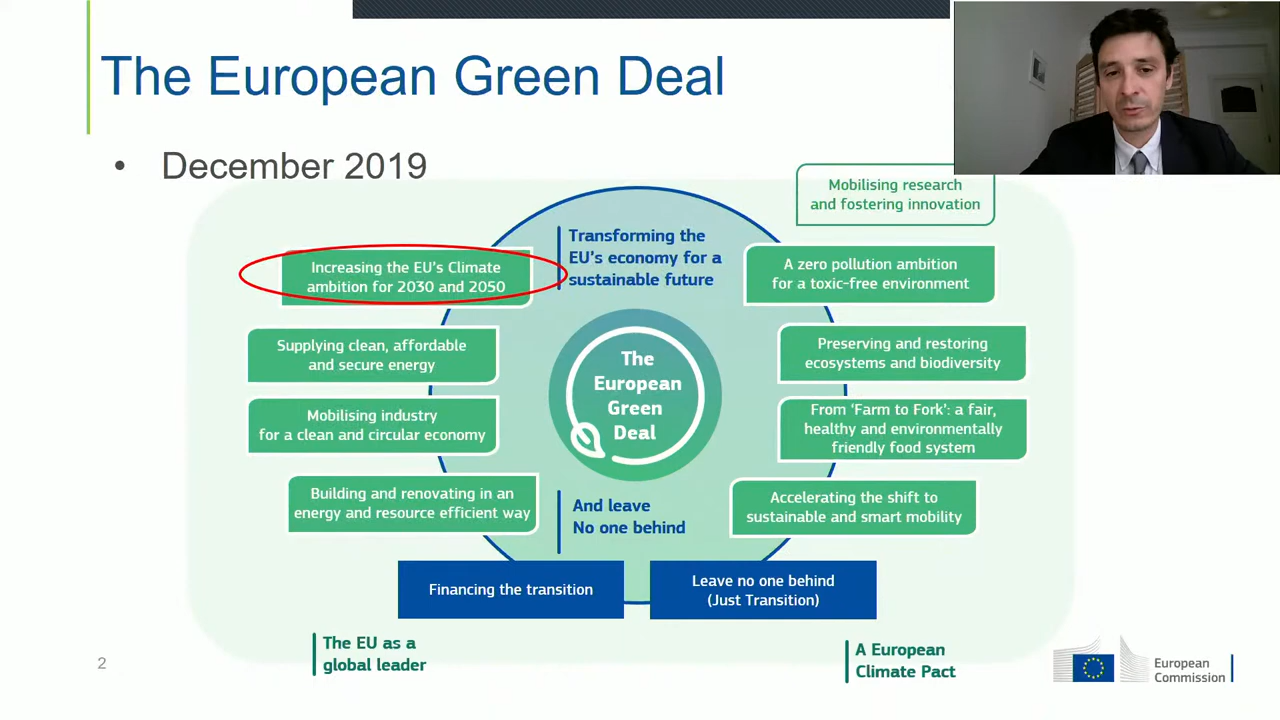 The European Green Deal
• December 2019
Mobilising research
and fostering innovation
Transforming the
EU's economy for a
sustainable future
Increasing the EU's Climate
ambition for 2030 and 2050
A zero pollution ambition
for a toxic-free environment
Supplying clean, affordable
and secure energy
Preserving and restoring
ecosystems and biodiversity
The
European
Green
Deal
Mobilising industry
for a clean and circular economy
From ‘Farm to Fork’: a fair,
healthy and environmentally
friendly food system
Building and renovating in an
energy and resource efficient way
And leave
No one behind
Accelerating the shift to
sustainable and smart mobility
Financing the transition
Leave no one behind
(Just Transition)
The EU as a
global leader
A European
Climate Pact
2
European
Commission